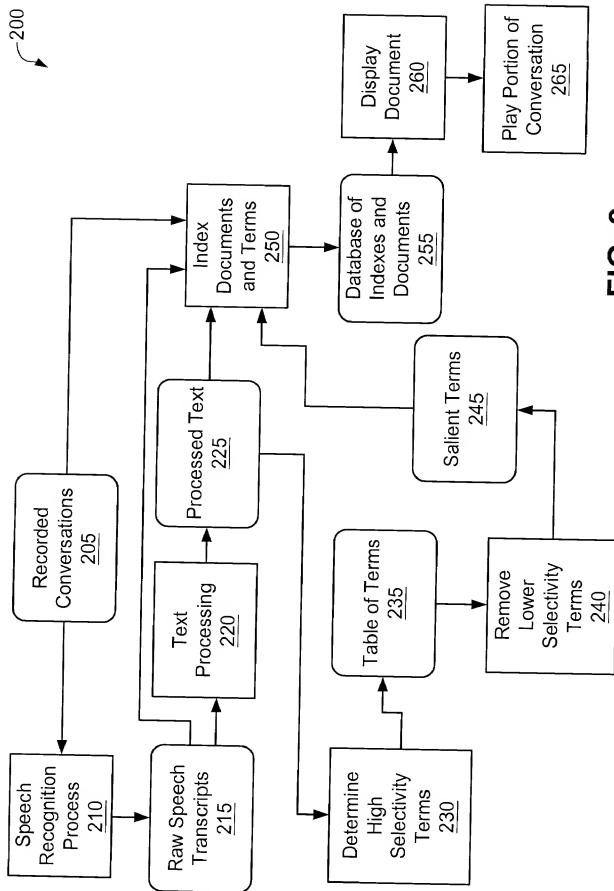 200
Recorded
Conversations
205
Speech
Recognition
Process
210
Raw Speech
Transcripts
215
Text
Processing
220
Processed Text
225
Index
Documents
and Terms
250
Determine
High
Selectivity
Terms
230
Table of Terms
235
Remove
Lower
Selectivity
Terms
240
Salient Terms
245
Database of
Indexes and
Documents
255
Display
Document
260
Play Portion of
Conversation
265
FIG.